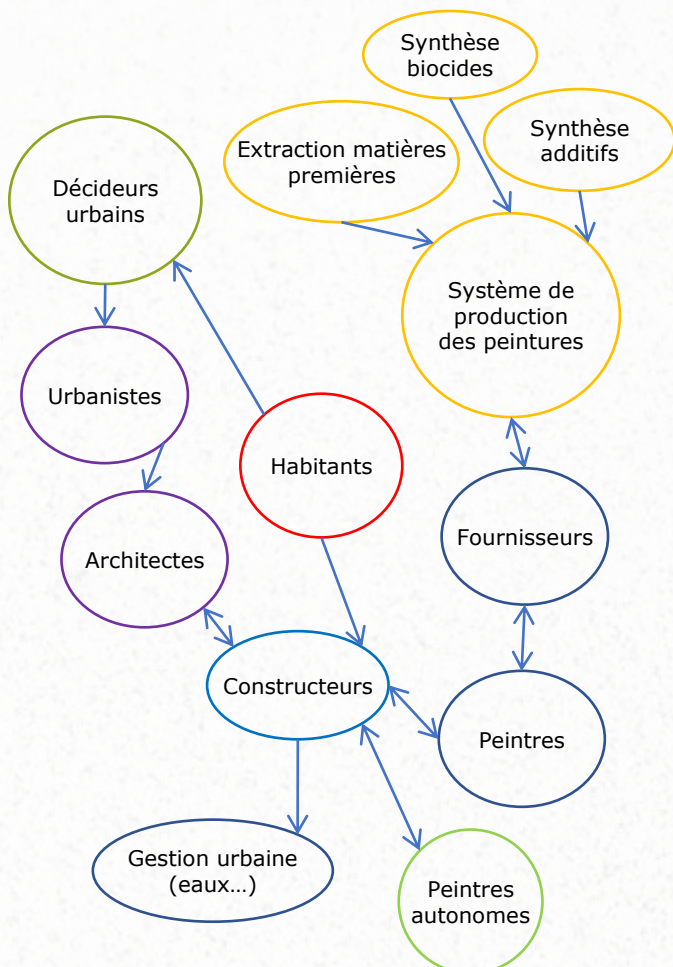 Synthèse
biocides
Extraction matières
premières
Synthèse
additifs
Décideurs
urbains
Système de
production
des peintures
Urbanistes
Habitants
Architectes
Fournisseurs
Constructeurs
Peintres
Gestion urbaine
(eaux…)
Peintres
autonomes